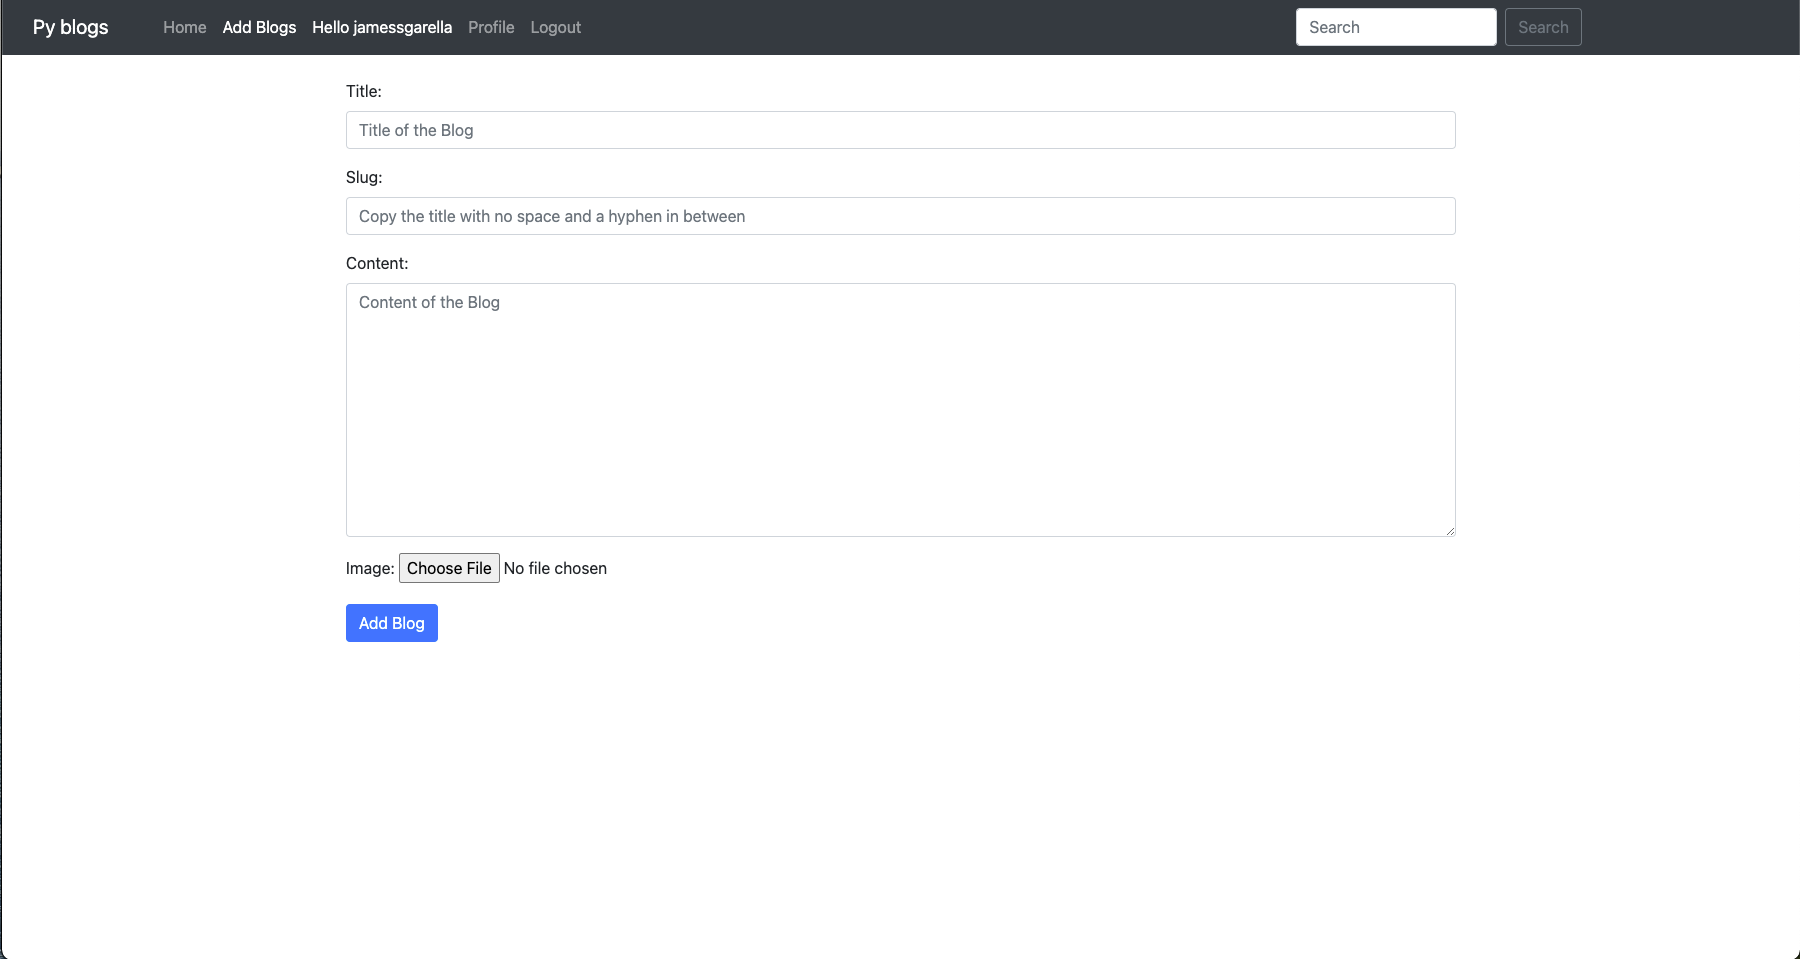 Py blogs Home Add Blogs Hello jamessgarella Profile Logout Search Search
Title:
Title of the Blog
Slug:
Copy the title with no space and a hyphen in between
Content:
Content of the Blog
Image: Choose File No file chosen
Add Blog